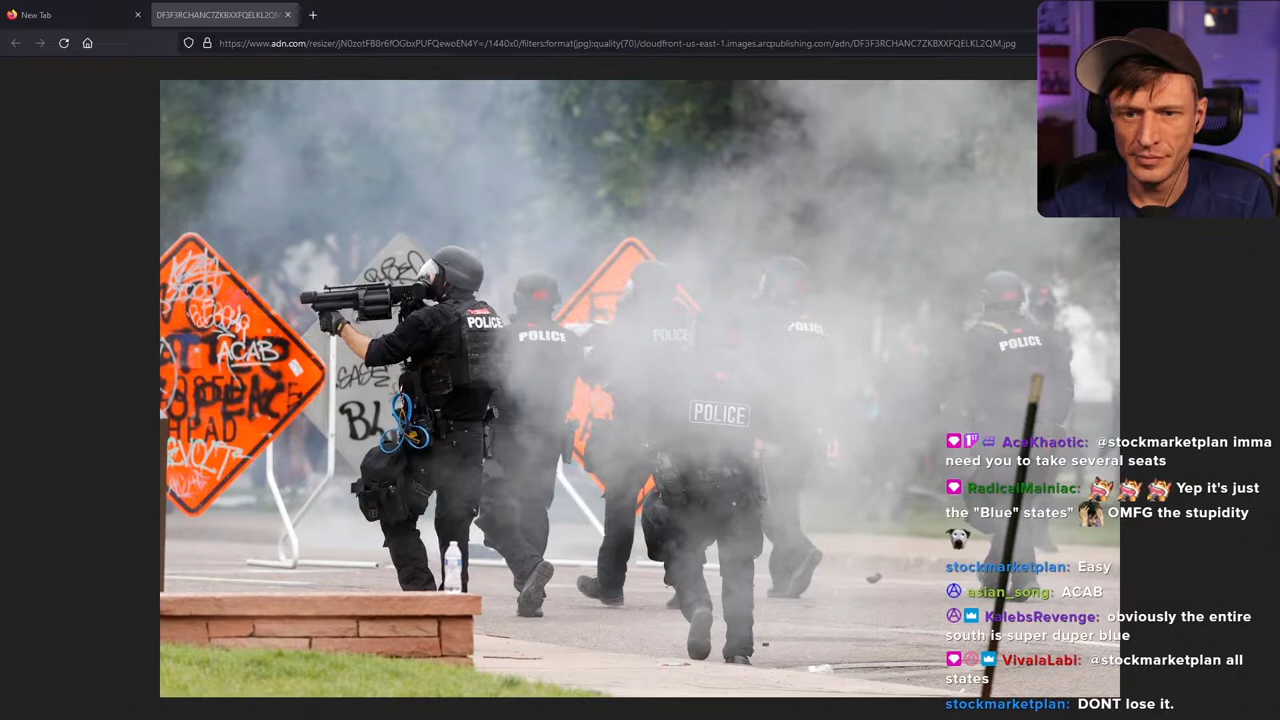 New Tab
DF3F3RCHANC7ZKBXXFQELKL2QM
https://www.adn.com/resizer/jN0zotFB8r6fOGbxPUFQewoEN4Y=/1440x0/filters:format(jpg):quality(70)/cloudfront-us-east-1.images.arcpublishing.com/adn/DF3F3RCHANC7ZKBXXFQELKL2QM.jpg
ACAB
POLICE
POLICE
POLICE
POLICE
POLICE
POLICE
BL
AceKhaotic: @stockmarketplan imma
need you to take several seats
RadicalMainiac: Yep it's just
the "Blue" states" OMFG the stupidity
stockmarketplan: Easy
asian_song: ACAB
KalebsRevenge: obviously the entire
south is super duper blue
VivalaLabi: @stockmarketplan all
states
stockmarketplan: DONT lose it.